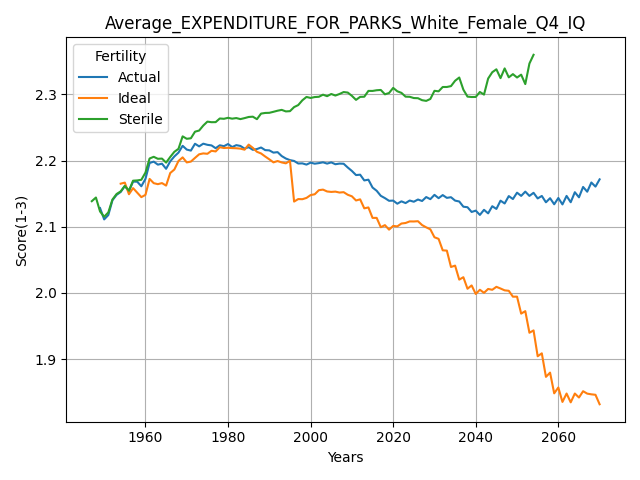 Average_EXPENDITURE_FOR_PARKS_White_Female_Q4_IQ
Fertility
Actual
Ideal
Sterile
Score(1-3)
2.3
2.2
2.1
2.0
1.9
1960 1980 2000 2020 2040 2060
Years